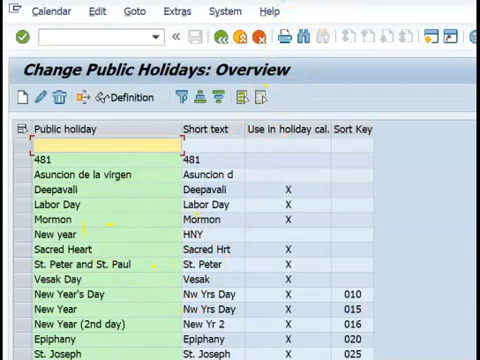 Calendar Edit Goto Extras System Help
Change Public Holidays: Overview
Definition
Public holiday Short text Use in holiday cal. Sort Key
481 481
Asuncion de la virgen Asuncion d
Deepavali Deepavali X
Labor Day Labor Day X
Mormon Mormon X
New year HNY
Sacred Heart Sacred Hrt X
St. Peter and St. Paul St. Peter X
Vesak Day Vesak X
New Year's Day Nw Yrs Day X 010
New Year Nw Yrs Day X 015
New Year (2nd day) New Yr 2 X 016
Epiphany Epiphany X 020
St. Joseph St. Joseph X 025